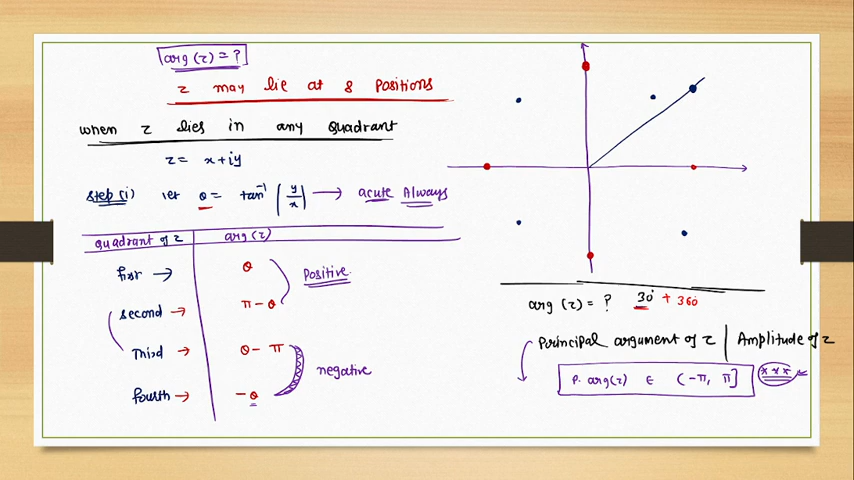 arg (z) = ?
z may lie at 8 positions
when z lies in any quadrant
z = x+iy
step (i) let θ = tan⁻¹ |y/x| → acute Always
quadrant of z | arg (z)
first → θ
positive
second → π - θ
Third → θ - π
negative
fourth → - θ
arg (z) = ? 30° + 360°
Principal argument of z | Amplitude of z
P. arg(z) ∈ (-π, π] ***